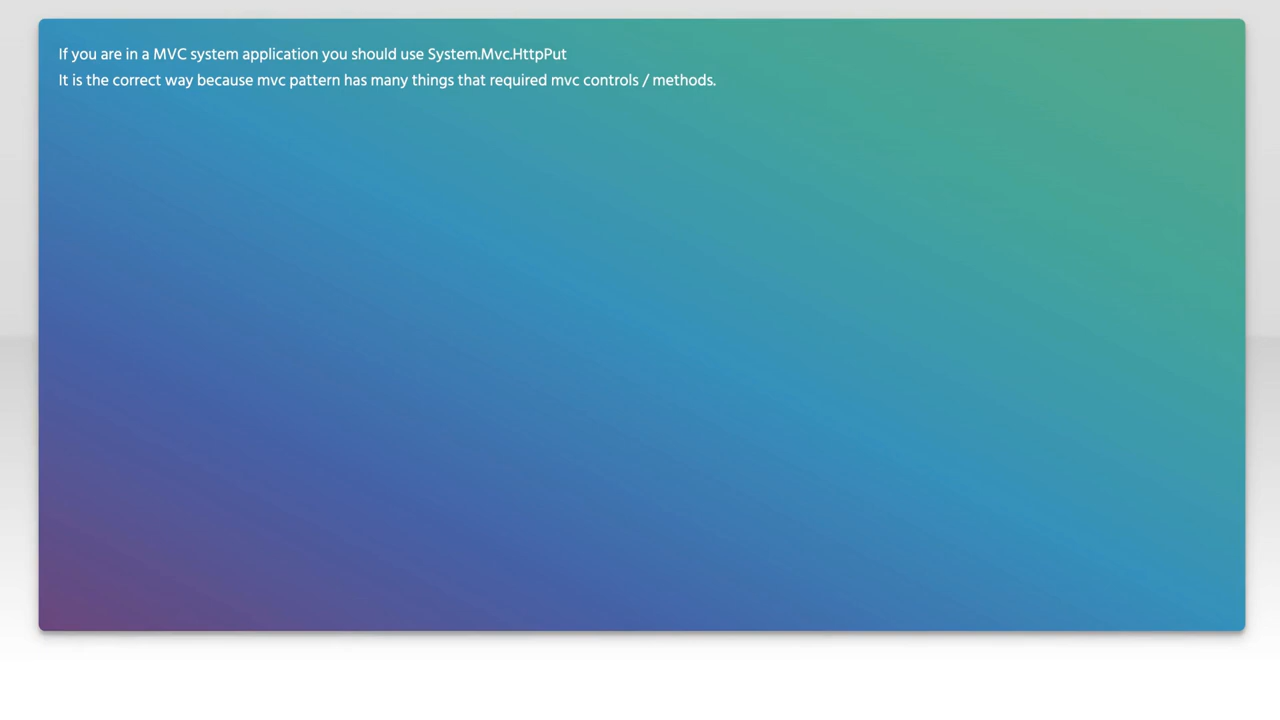 If you are in a MVC system application you should use System.Mvc.HttpPut
It is the correct way because mvc pattern has many things that required mvc controls / methods.